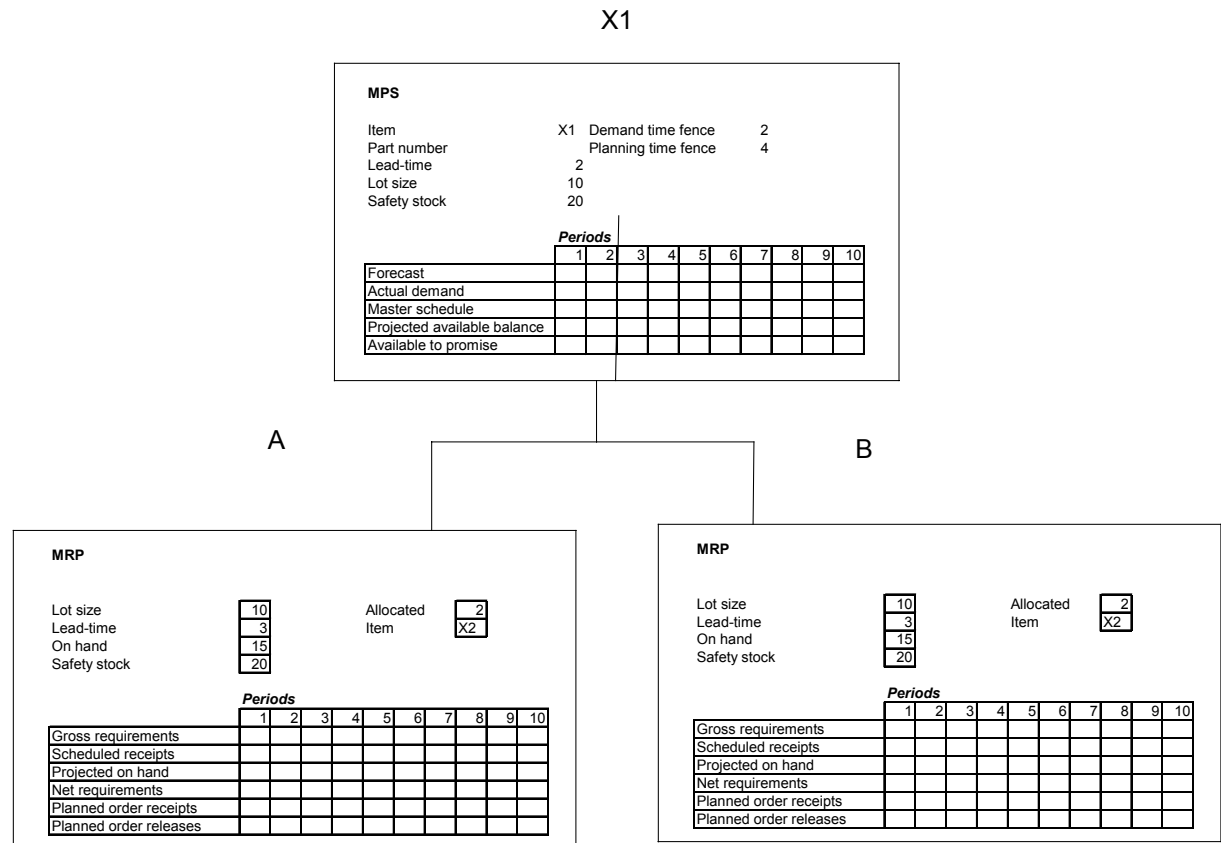 X1
MPS
Item X1 Demand time fence 2
Part number Planning time fence 4
Lead-time 2
Lot size 10
Safety stock 20
Periods
1 2 3 4 5 6 7 8 9 10
Forecast
Actual demand
Master schedule
Projected available balance
Available to promise
A
B
MRP
Lot size 10 Allocated 2
Lead-time 3 Item X2
On hand 15
Safety stock 20
Periods
1 2 3 4 5 6 7 8 9 10
Gross requirements
Scheduled receipts
Projected on hand
Net requirements
Planned order receipts
Planned order releases
MRP
Lot size 10 Allocated 2
Lead-time 3 Item X2
On hand 15
Safety stock 20
Periods
1 2 3 4 5 6 7 8 9 10
Gross requirements
Scheduled receipts
Projected on hand
Net requirements
Planned order receipts
Planned order releases